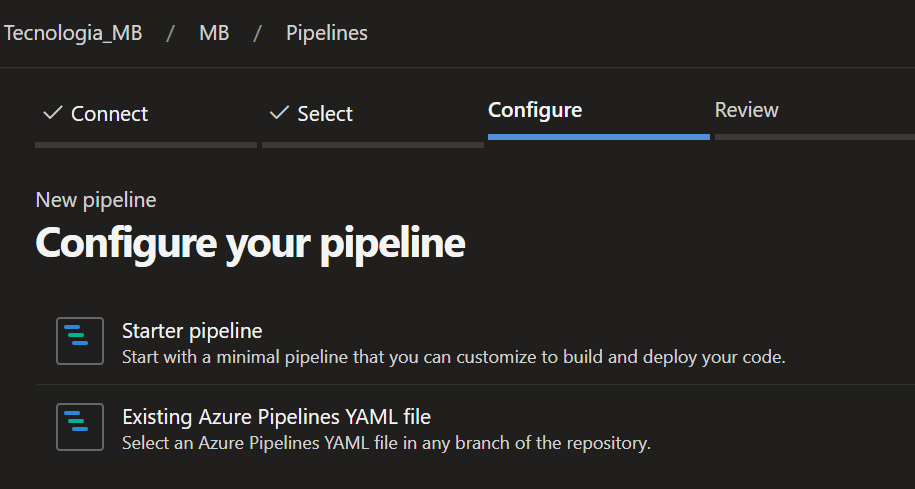 Tecnologia_MB / MB / Pipelines
Connect Select Configure Review
New pipeline
Configure your pipeline
Starter pipeline
Start with a minimal pipeline that you can customize to build and deploy your code.
Existing Azure Pipelines YAML file
Select an Azure Pipelines YAML file in any branch of the repository.